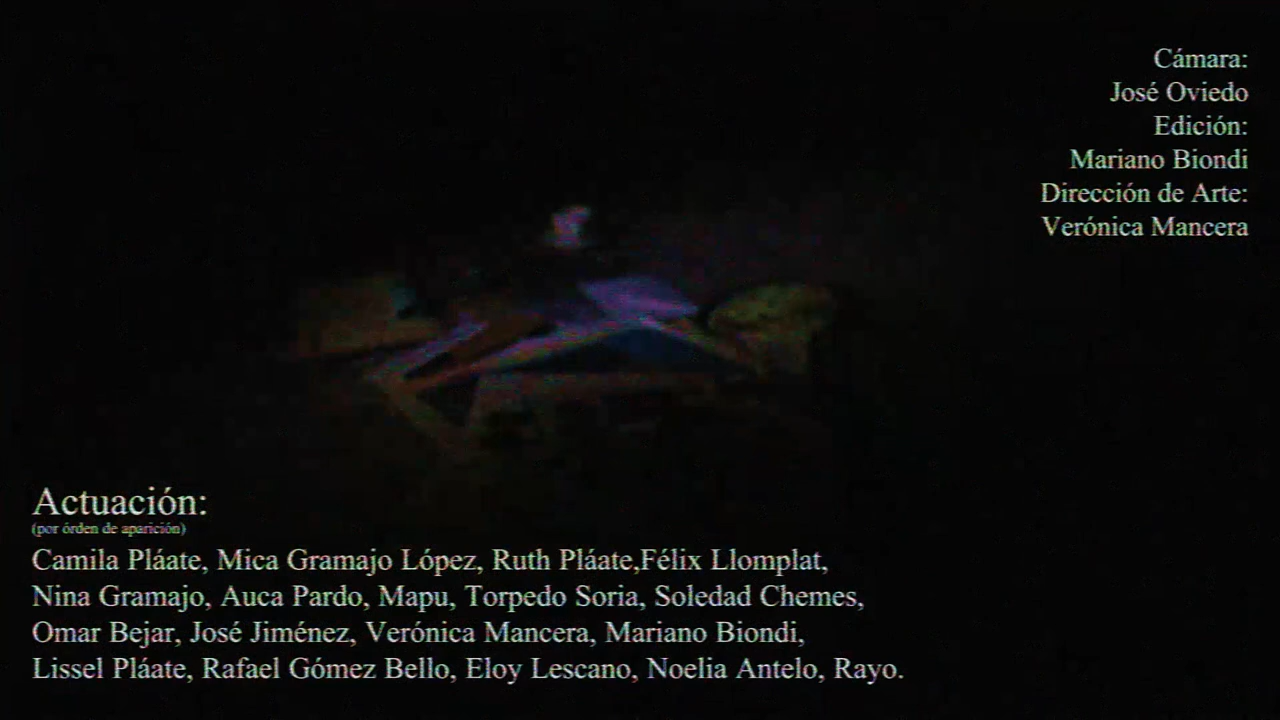 Cámara:
José Oviedo
Edición:
Mariano Biondi
Dirección de Arte:
Verónica Mancera
Actuación:
(por órden de aparición)
Camila Pláate, Mica Gramajo López, Ruth Pláate,Félix Llomplat,
Nina Gramajo, Auca Pardo, Mapu, Torpedo Soria, Soledad Chemes,
Omar Bejar, José Jiménez, Verónica Mancera, Mariano Biondi,
Lissel Pláate, Rafael Gómez Bello, Eloy Lescano, Noelia Antelo, Rayo.